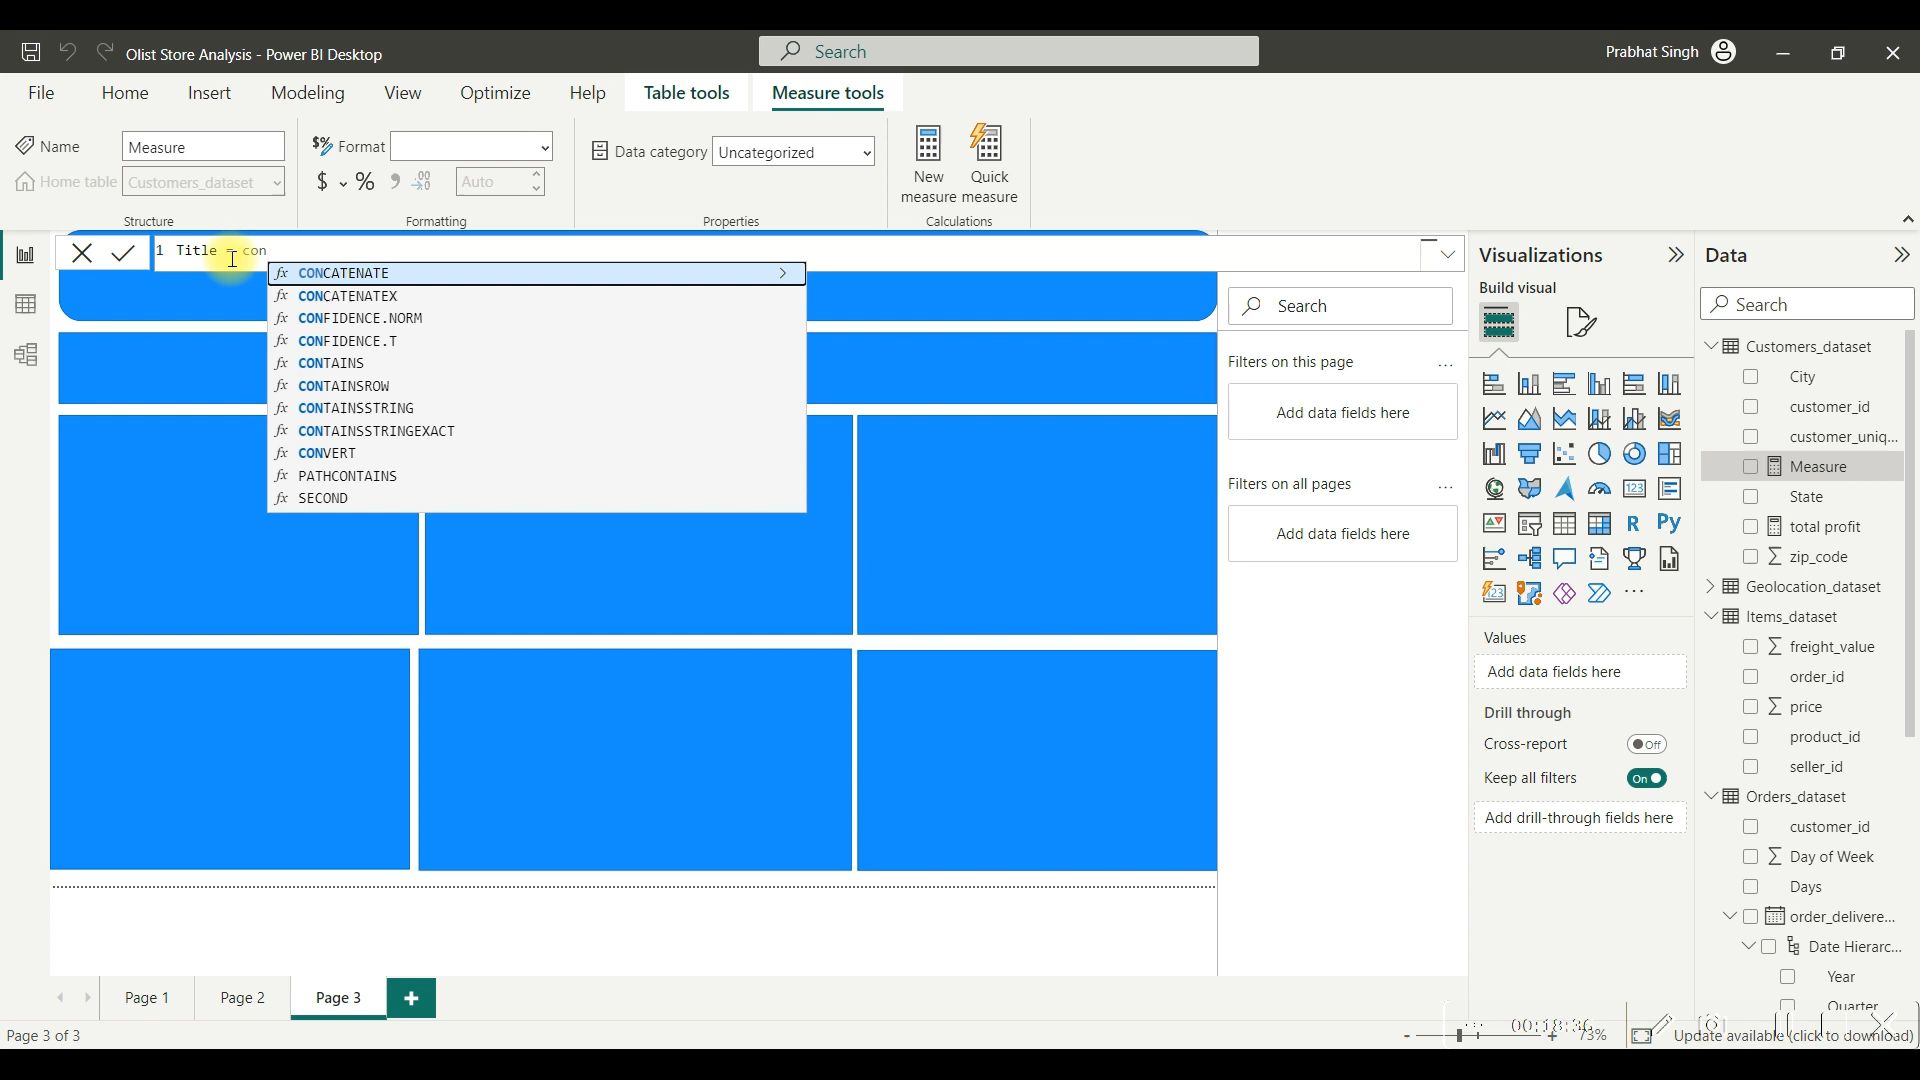 Olist Store Analysis - Power BI Desktop
Search
Prabhat Singh
File
Home
Insert
Modeling
View
Optimize
Help
Table tools
Measure tools
Name
Measure
Home table
Customers_dataset
Structure
Format
Auto
Formatting
Data category
Uncategorized
Properties
New measure
Quick measure
Calculations
1 Title = con
CONCATENATE
CONCATENATEX
CONFIDENCE.NORM
CONFIDENCE.T
CONTAINS
CONTAINSROW
CONTAINSSTRING
CONTAINSSTRINGEXACT
CONVERT
PATHCONTAINS
SECOND
Search
Filters on this page
...
Add data fields here
Filters on all pages
...
Add data fields here
Visualizations
Build visual
Values
Add data fields here
Drill through
Cross-report
Off
Keep all filters
On
Add drill-through fields here
Data
Search
Customers_dataset
City
customer_id
customer_uniq...
Measure
State
total profit
zip_code
Geolocation_dataset
Items_dataset
freight_value
order_id
price
product_id
seller_id
Orders_dataset
customer_id
Day of Week
Days
order_delivere...
Date Hierarc...
Year
Quarter
Page 1
Page 2
Page 3
Page 3 of 3
73%
Update available (click to download)